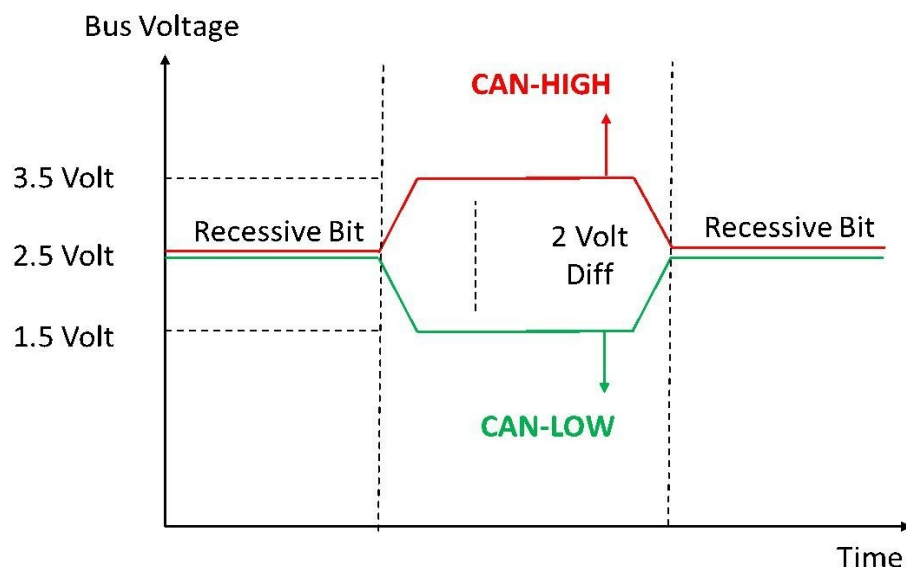 Bus Voltage
CAN-HIGH
3.5 Volt
Recessive Bit
2 Volt
Diff
Recessive Bit
2.5 Volt
1.5 Volt
CAN-LOW
Time